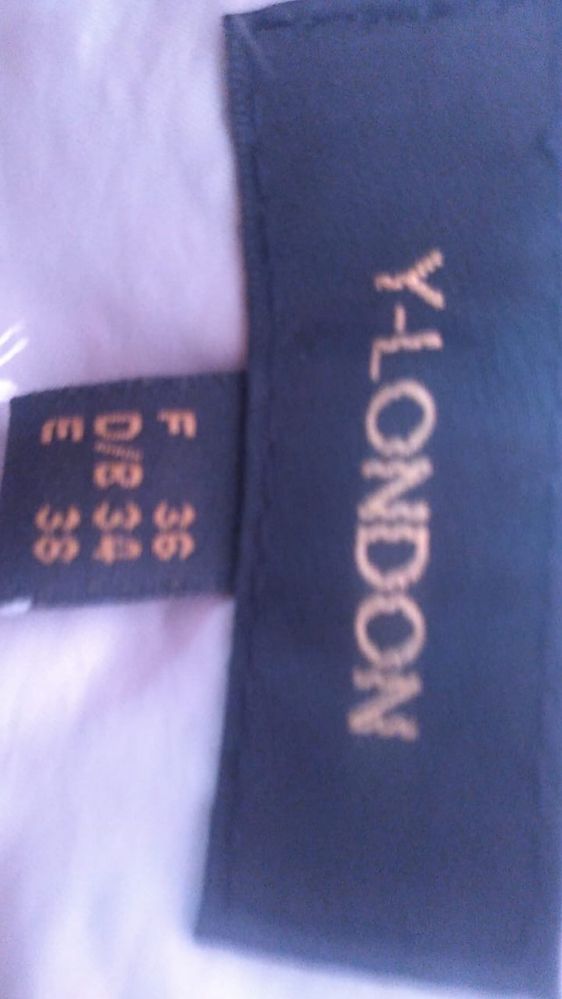 Y-LONDON
F 36
D/B 34
E 38